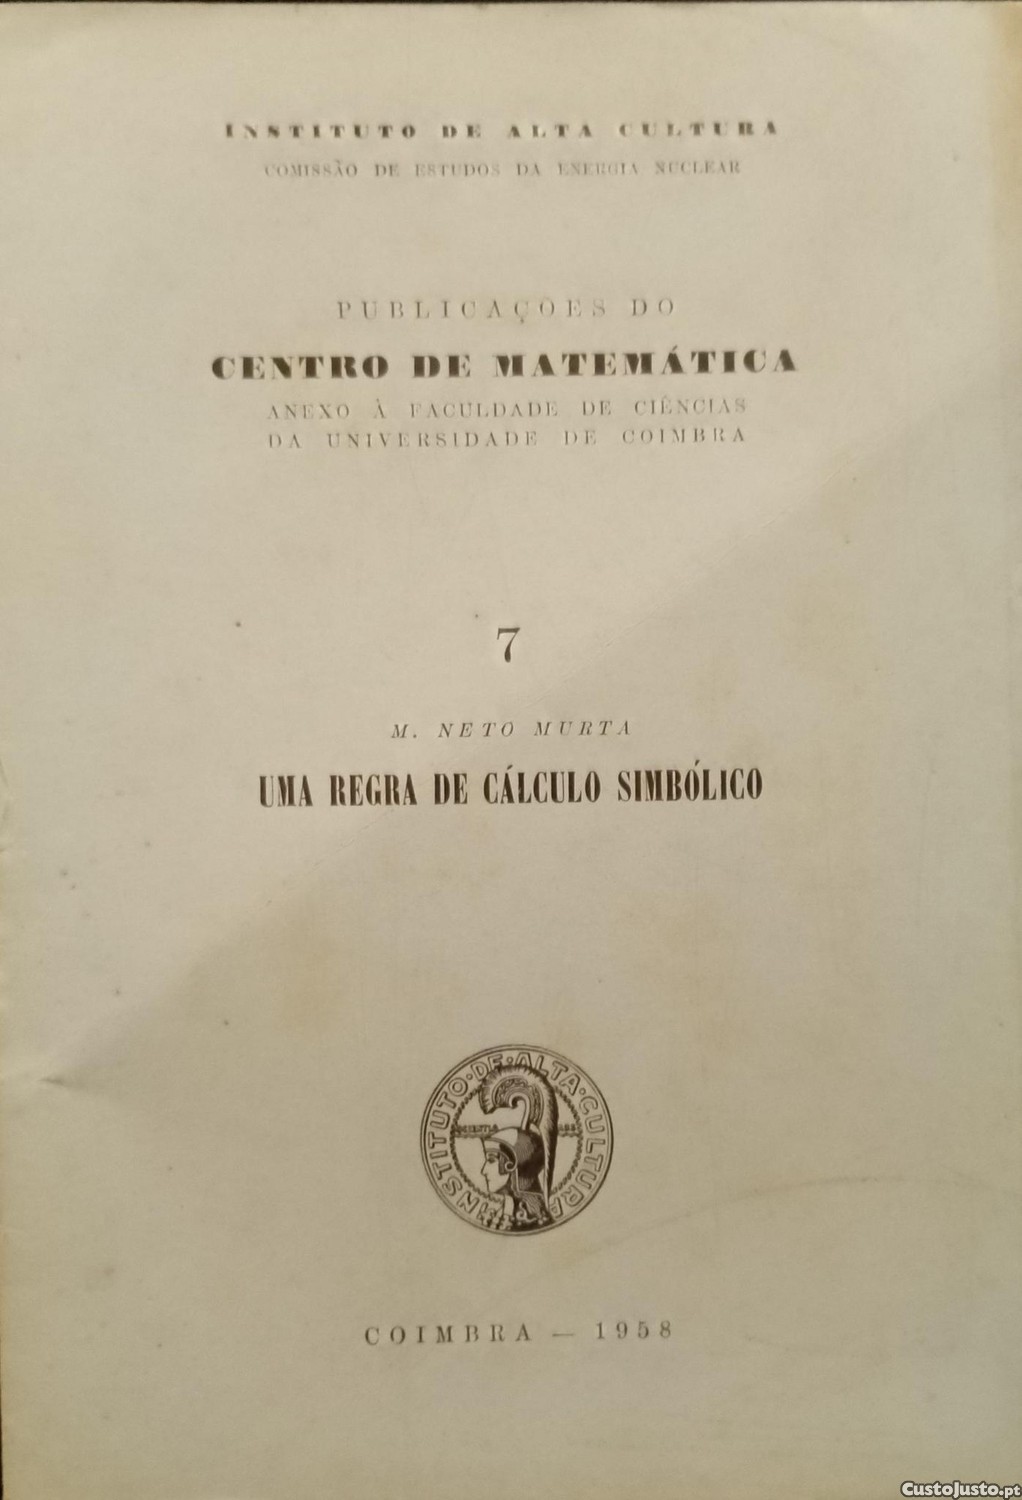 INSTITUTO DE ALTA CULTURA
COMISSÃO DE ESTUDOS DA ENERGIA NUCLEAR
PUBLICAÇÕES DO
CENTRO DE MATEMÁTICA
ANEXO À FACULDADE DE CIÊNCIAS
DA UNIVERSIDADE DE COIMBRA
7
M. NETO MURTA
UMA REGRA DE CÁLCULO SIMBÓLICO
INSTITUTO·DE·ALTA·CULTURA
COIMBRA — 1958
CustoJusto.pt